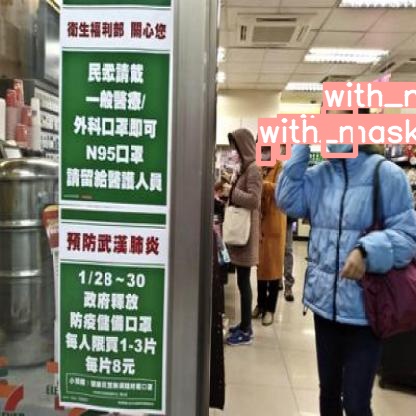 衛生福利部 關心您
民眾請戴
一般醫療/
外科口罩即可
N95口罩
請留給醫護人員
預防武漢肺炎
1/28~30
政府釋放
防疫儲備口罩
每人限買1-3片
每片8元
with_m
with_mask